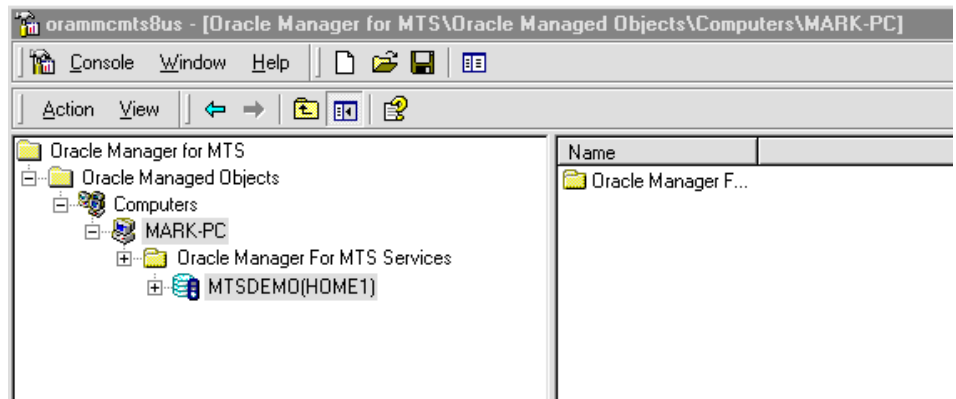 orammcmts8us - [Oracle Manager for MTS\Oracle Managed Objects\Computers\MARK-PC]
Console Window Help
Action View
Oracle Manager for MTS
Name
Oracle Managed Objects
Oracle Manager F...
Computers
MARK-PC
Oracle Manager For MTS Services
MTSDEMO(HOME1)